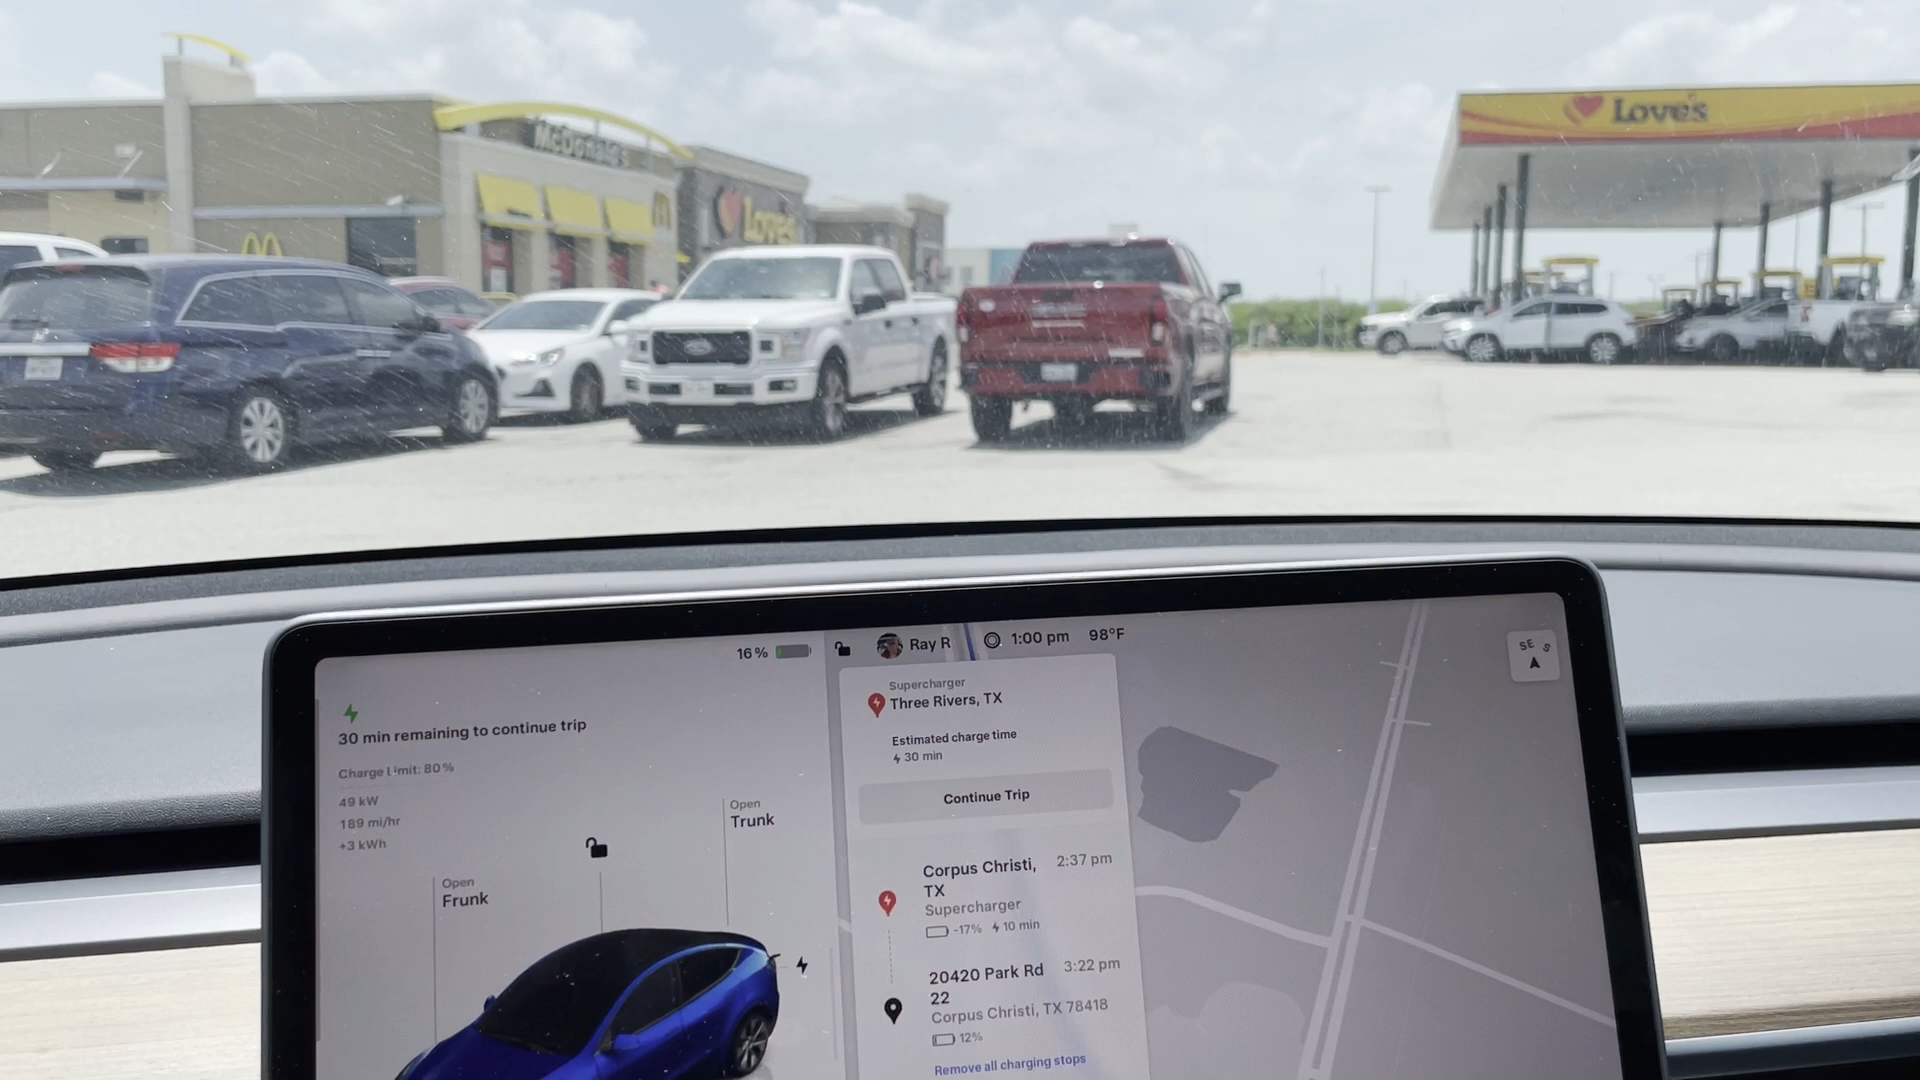 McDonald's
Love's
Love's
16%
Ray R
1:00 pm
98°F
SE
S
30 min remaining to continue trip
Charge Limit: 80%
49 kW
189 mi/hr
+3 kWh
Open
Frunk
Open
Trunk
Supercharger
Three Rivers, TX
Estimated charge time
30 min
Continue Trip
Corpus Christi, 2:37 pm
TX
Supercharger
-17% 10 min
20420 Park Rd 3:22 pm
22
Corpus Christi, TX 78418
12%
Remove all charging stops